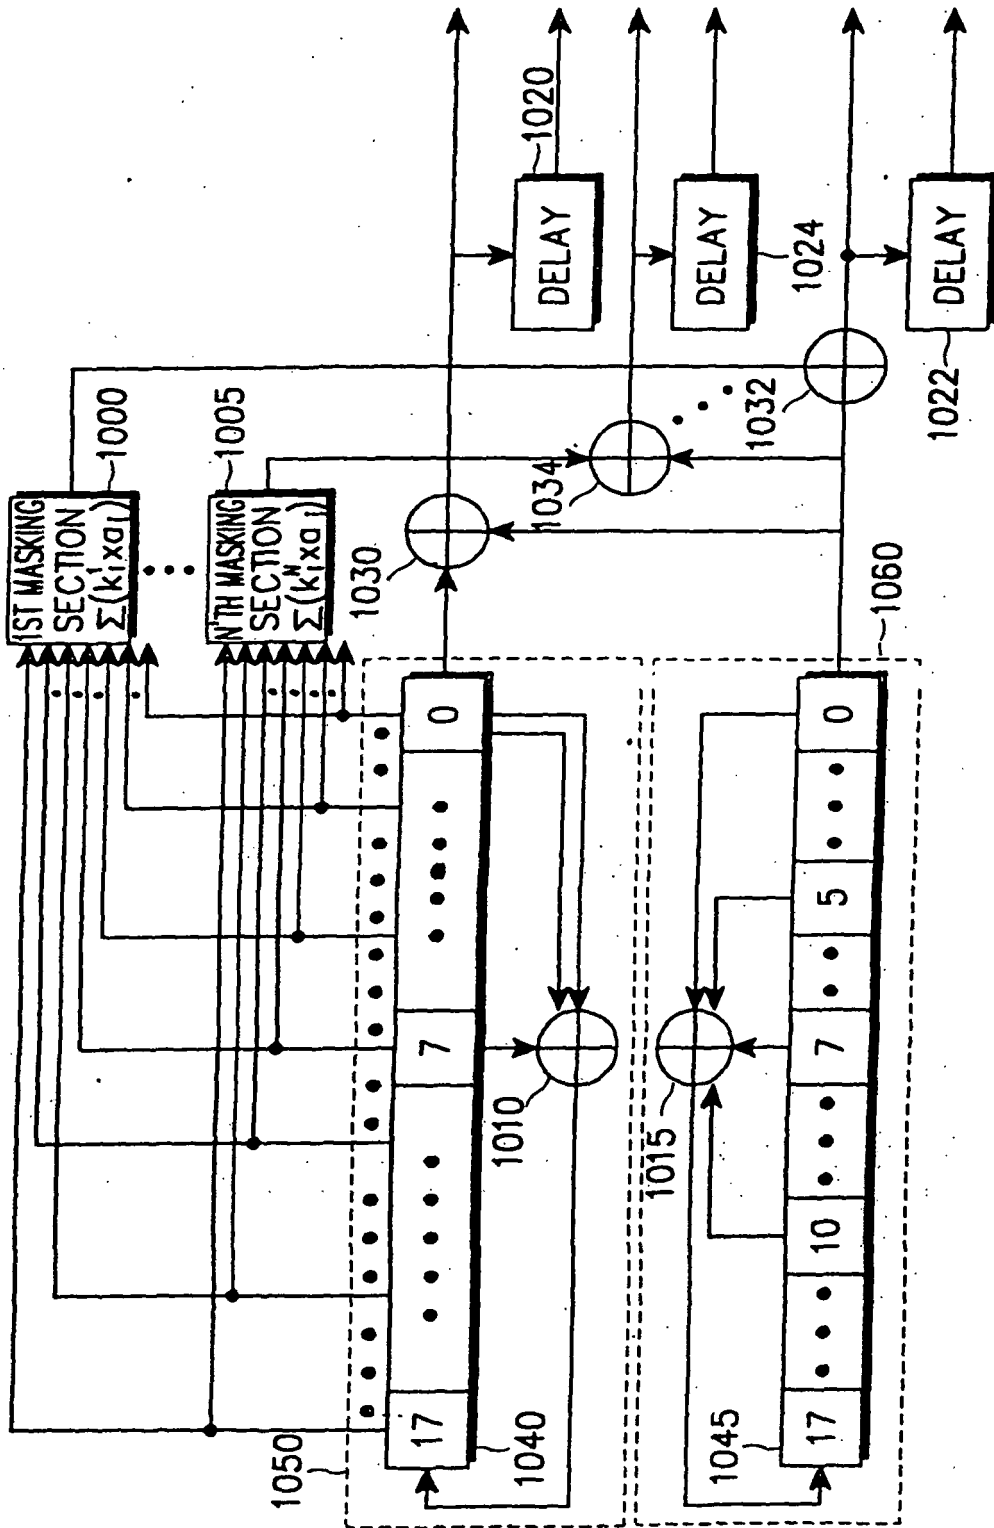 1ST MASKING
SECTION
Σ(k¹ᵢxaᵢ)
1000
N'TH MASKING
SECTION
Σ(kᴺᵢxaᵢ)
1005
1030
1034
1032
DELAY
1020
DELAY
1024
DELAY
1022
1050
17
7
0
1040
1010
1060
1015
17
10
7
5
0
1045